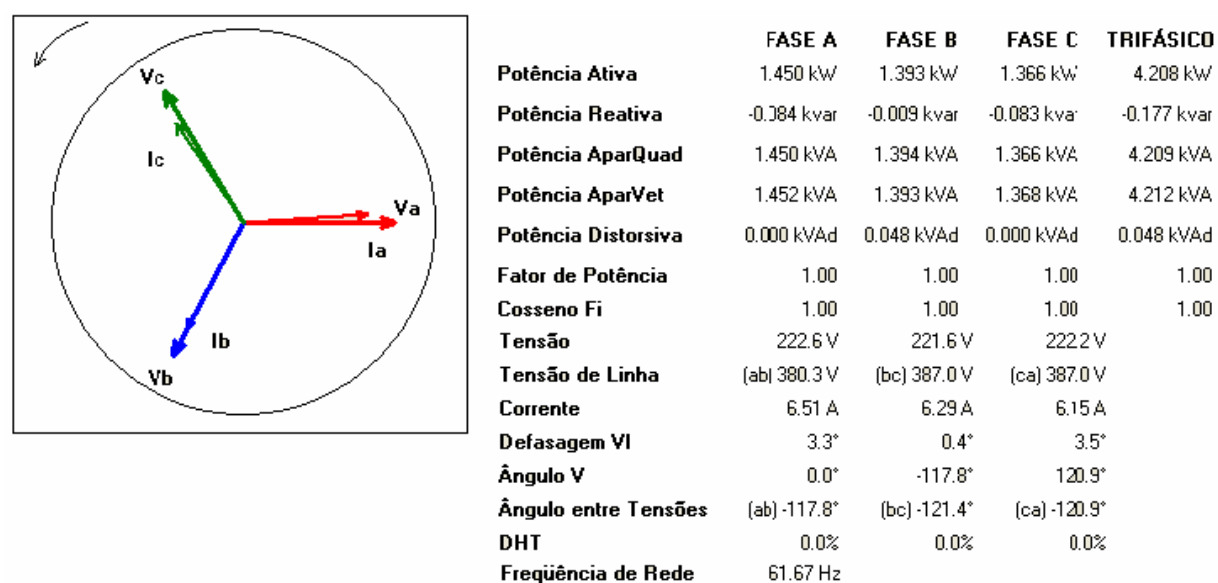 Vc
Ic
Va
Ia
Ib
Vb
FASE A FASE B FASE C TRIFÁSICO
Potência Ativa 1.450 kW 1.393 kW 1.366 kW 4.208 kW
Potência Reativa -0.384 kvar -0.009 kvar -0.083 kvar -0.177 kvar
Potência AparQuad 1.450 kVA 1.394 kVA 1.366 kVA 4.209 kVA
Potência AparVet 1.452 kVA 1.393 kVA 1.368 kVA 4.212 kVA
Potência Distorsiva 0.000 kVAd 0.048 kVAd 0.000 kVAd 0.048 kVAd
Fator de Potência 1.00 1.00 1.00 1.00
Cosseno Fi 1.00 1.00 1.00 1.00
Tensão 222.6 V 221.6 V 222.2 V
Tensão de Linha (ab) 380.3 V (bc) 387.0 V (ca) 387.0 V
Corrente 6.51 A 6.29 A 6.15 A
Defasagem VI 3.3° 0.4° 3.5°
Ângulo V 0.0° -117.8° 120.9°
Ângulo entre Tensões (ab) -117.8° (bc) -121.4° (ca) -120.9°
DHT 0.0% 0.0% 0.0%
Freqüência de Rede 61.67 Hz